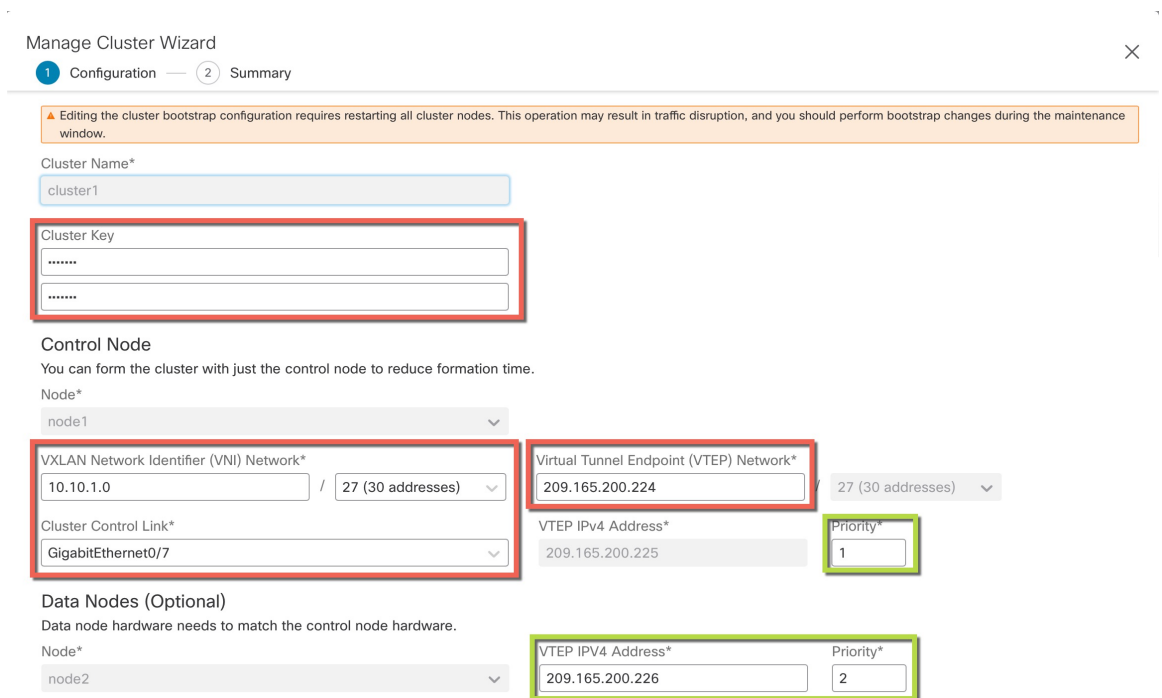 Manage Cluster Wizard
1 Configuration — 2 Summary
Editing the cluster bootstrap configuration requires restarting all cluster nodes. This operation may result in traffic disruption, and you should perform bootstrap changes during the maintenance
window.
Cluster Name*
cluster1
Cluster Key
•••••••
•••••••
Control Node
You can form the cluster with just the control node to reduce formation time.
Node*
node1
VXLAN Network Identifier (VNI) Network* Virtual Tunnel Endpoint (VTEP) Network*
10.10.1.0 / 27 (30 addresses) 209.165.200.224 / 27 (30 addresses)
Cluster Control Link* VTEP IPv4 Address* Priority*
GigabitEthernet0/7 209.165.200.225 1
Data Nodes (Optional)
Data node hardware needs to match the control node hardware.
Node* VTEP IPV4 Address* Priority*
node2 209.165.200.226 2